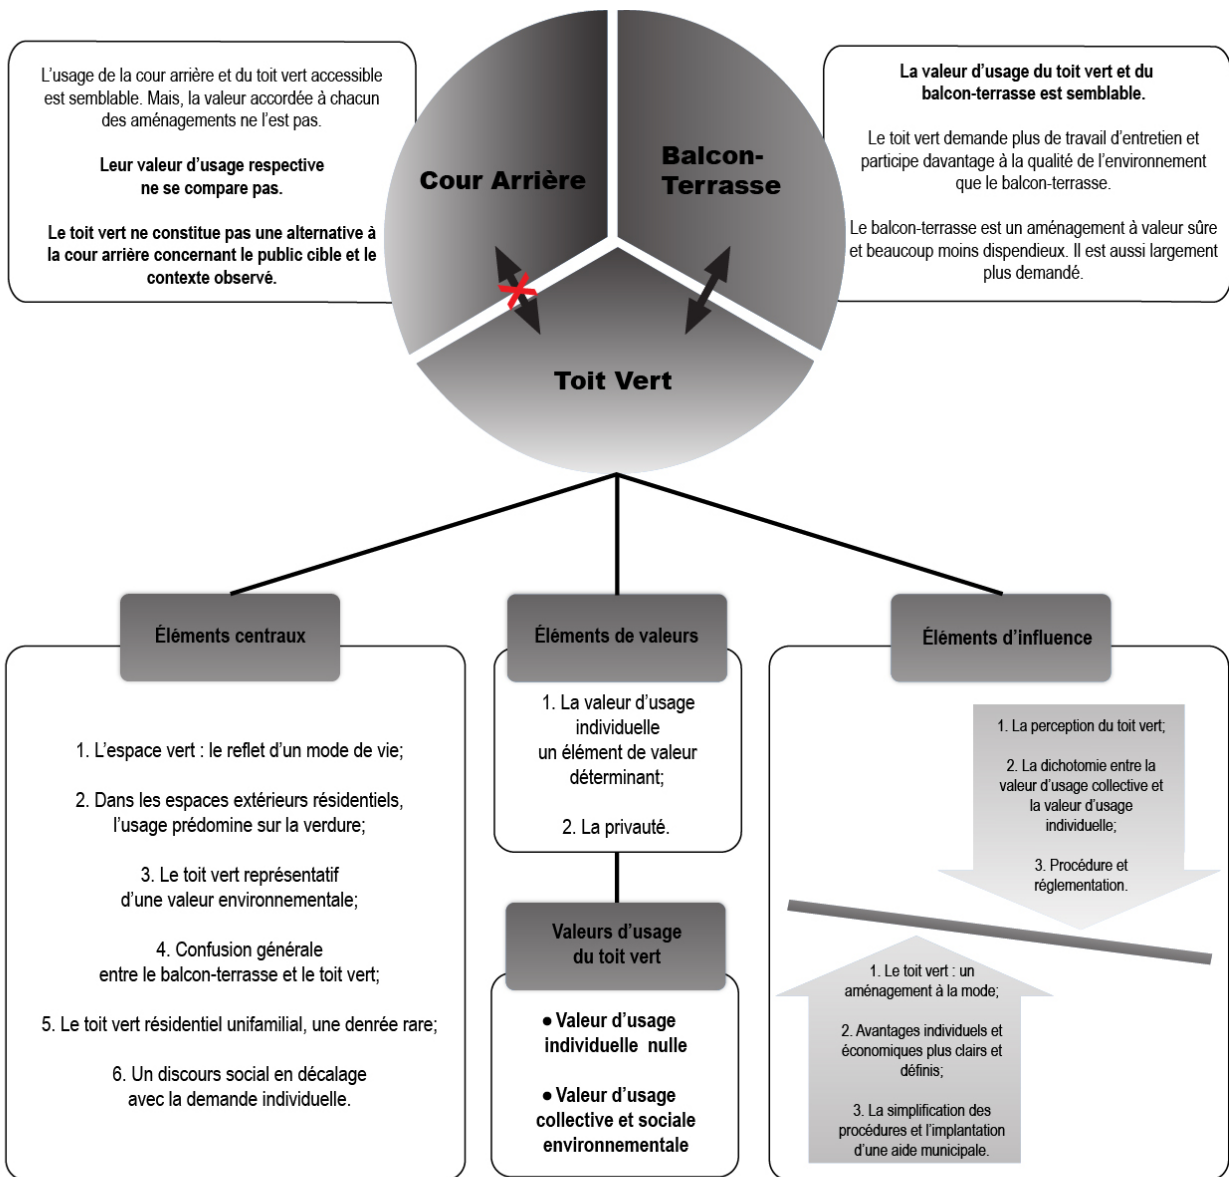 L'usage de la cour arrière et du toit vert accessible
est semblable. Mais, la valeur accordée à chacun
des aménagements ne l'est pas.
Leur valeur d'usage respective
ne se compare pas.
Le toit vert ne constitue pas une alternative à
la cour arrière concernant le public cible et le
contexte observé.
Cour Arrière
Balcon-
Terrasse
Toit Vert
La valeur d'usage du toit vert et du
balcon-terrasse est semblable.
Le toit vert demande plus de travail d'entretien et
participe davantage à la qualité de l'environnement
que le balcon-terrasse.
Le balcon-terrasse est un aménagement à valeur sûre
et beaucoup moins dispendieux. Il est aussi largement
plus demandé.
Éléments centraux
1. L'espace vert : le reflet d'un mode de vie;
2. Dans les espaces extérieurs résidentiels,
l'usage prédomine sur la verdure;
3. Le toit vert représentatif
d'une valeur environnementale;
4. Confusion générale
entre le balcon-terrasse et le toit vert;
5. Le toit vert résidentiel unifamilial, une denrée rare;
6. Un discours social en décalage
avec la demande individuelle.
Éléments de valeurs
1. La valeur d'usage
individuelle
un élément de valeur
déterminant;
2. La privauté.
Valeurs d'usage
du toit vert
● Valeur d'usage
individuelle nulle
● Valeur d'usage
collective et sociale
environnementale
Éléments d'influence
1. La perception du toit vert;
2. La dichotomie entre la
valeur d'usage collective et
la valeur d'usage
individuelle;
3. Procédure et
réglementation.
1. Le toit vert : un
aménagement à la mode;
2. Avantages individuels et
économiques plus clairs et
définis;
3. La simplification des
procédures et l'implantation
d'une aide municipale.